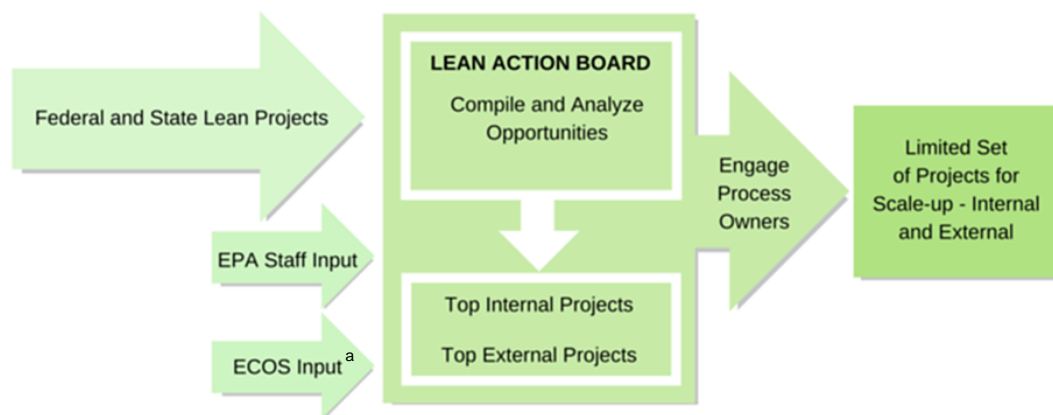 Federal and State Lean Projects
EPA Staff Input
ECOS Input a
LEAN ACTION BOARD
Compile and Analyze
Opportunities
Top Internal Projects
Top External Projects
Engage
Process
Owners
Limited Set
of Projects for
Scale-up - Internal
and External